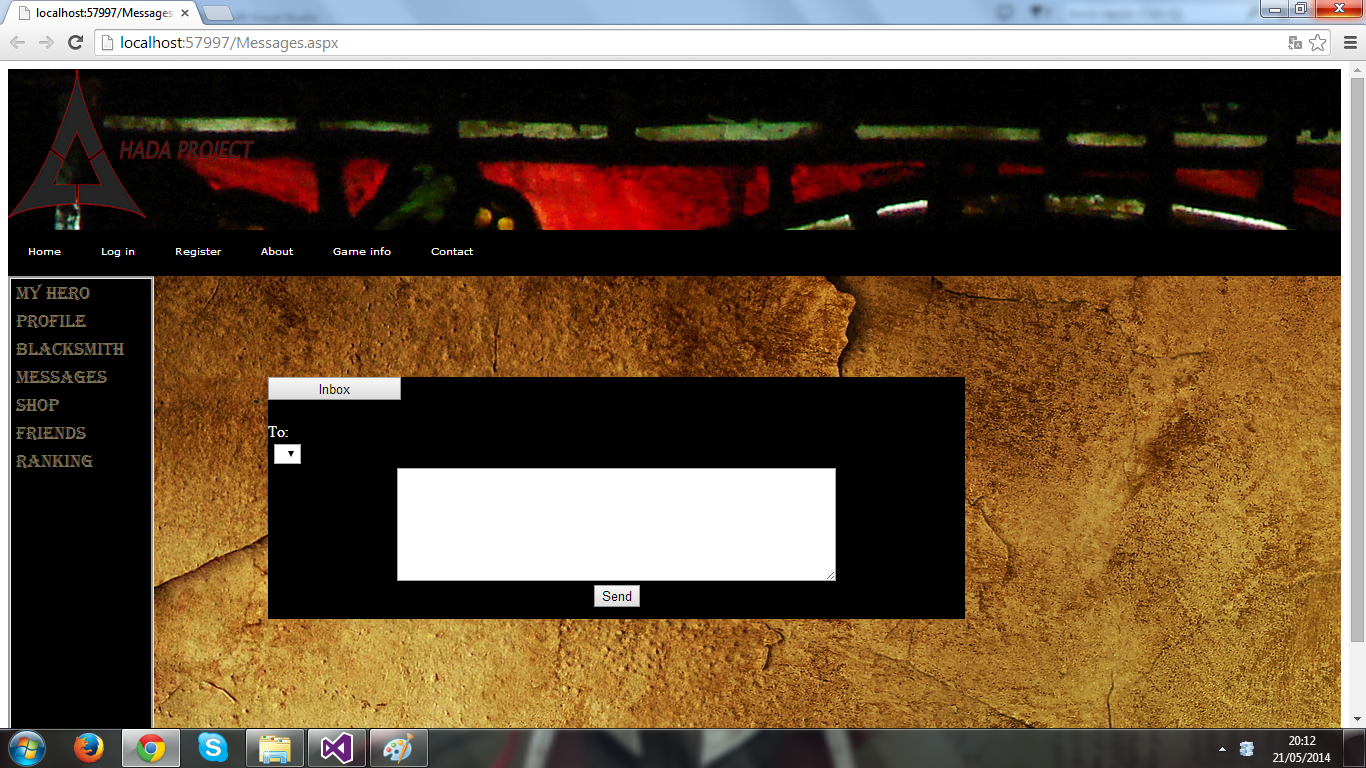 localhost:57997/Messages
localhost:57997/Messages.aspx
HADA PROJECT
Home Log in Register About Game info Contact
MY HERO
PROFILE
BLACKSMITH
MESSAGES
SHOP
FRIENDS
RANKING
Inbox
To:
Send
20:12
21/05/2014